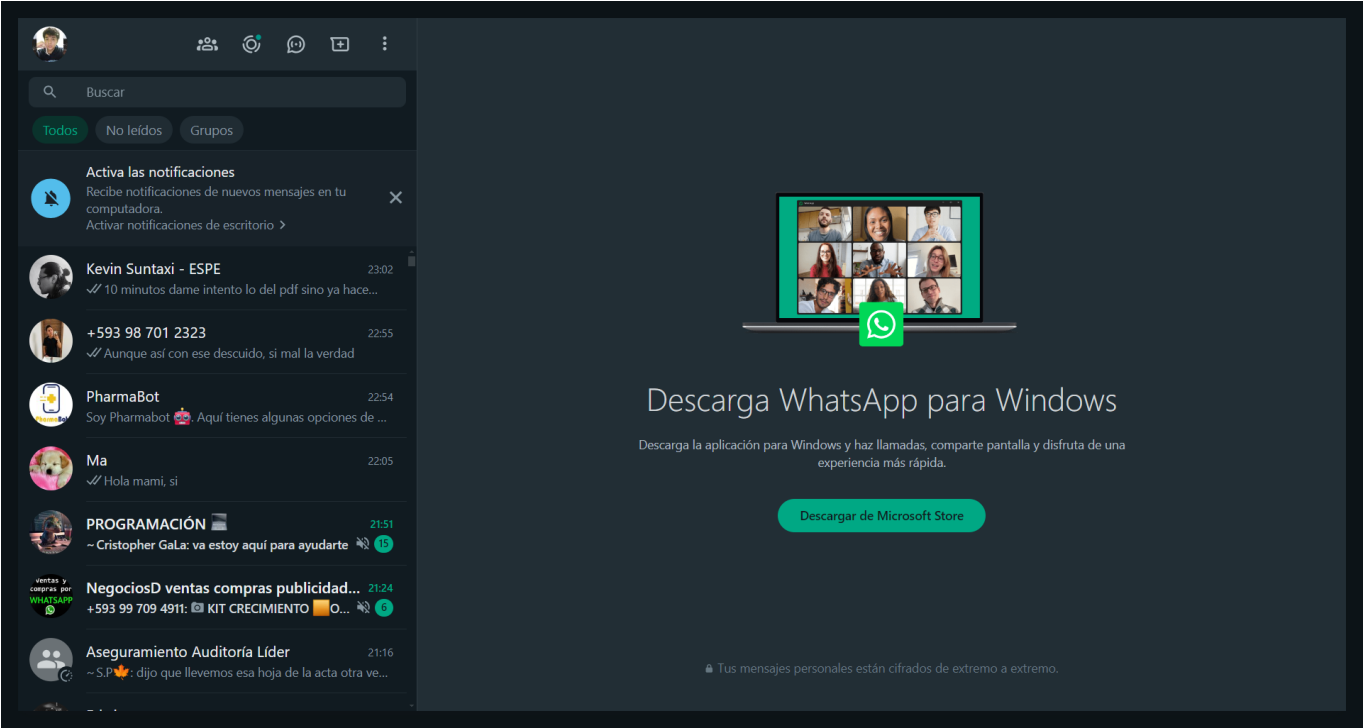 Buscar
Todos
No leídos
Grupos
Activa las notificaciones
Recibe notificaciones de nuevos mensajes en tu
computadora.
Activar notificaciones de escritorio >
Kevin Suntaxi - ESPE
23:02
10 minutos dame intento lo del pdf sino ya hace...
+593 98 701 2323
22:55
Aunque así con ese descuido, si mal la verdad
PharmaBot
22:54
Soy Pharmabot 🤖. Aquí tienes algunas opciones de ...
Ma
22:05
Hola mami, si
PROGRAMACIÓN 💻
21:51
~ Cristopher GaLa: va estoy aquí para ayudarte
15
Ventas y
compras por
WHATSAPP
NegociosD ventas compras publicidad...
21:24
+593 99 709 4911: 📷 KIT CRECIMIENTO 🟧O...
6
Aseguramiento Auditoría Líder
21:16
~ S.P🍁: dijo que llevemos esa hoja de la acta otra ve...
Descarga WhatsApp para Windows
Descarga la aplicación para Windows y haz llamadas, comparte pantalla y disfruta de una
experiencia más rápida.
Descargar de Microsoft Store
Tus mensajes personales están cifrados de extremo a extremo.